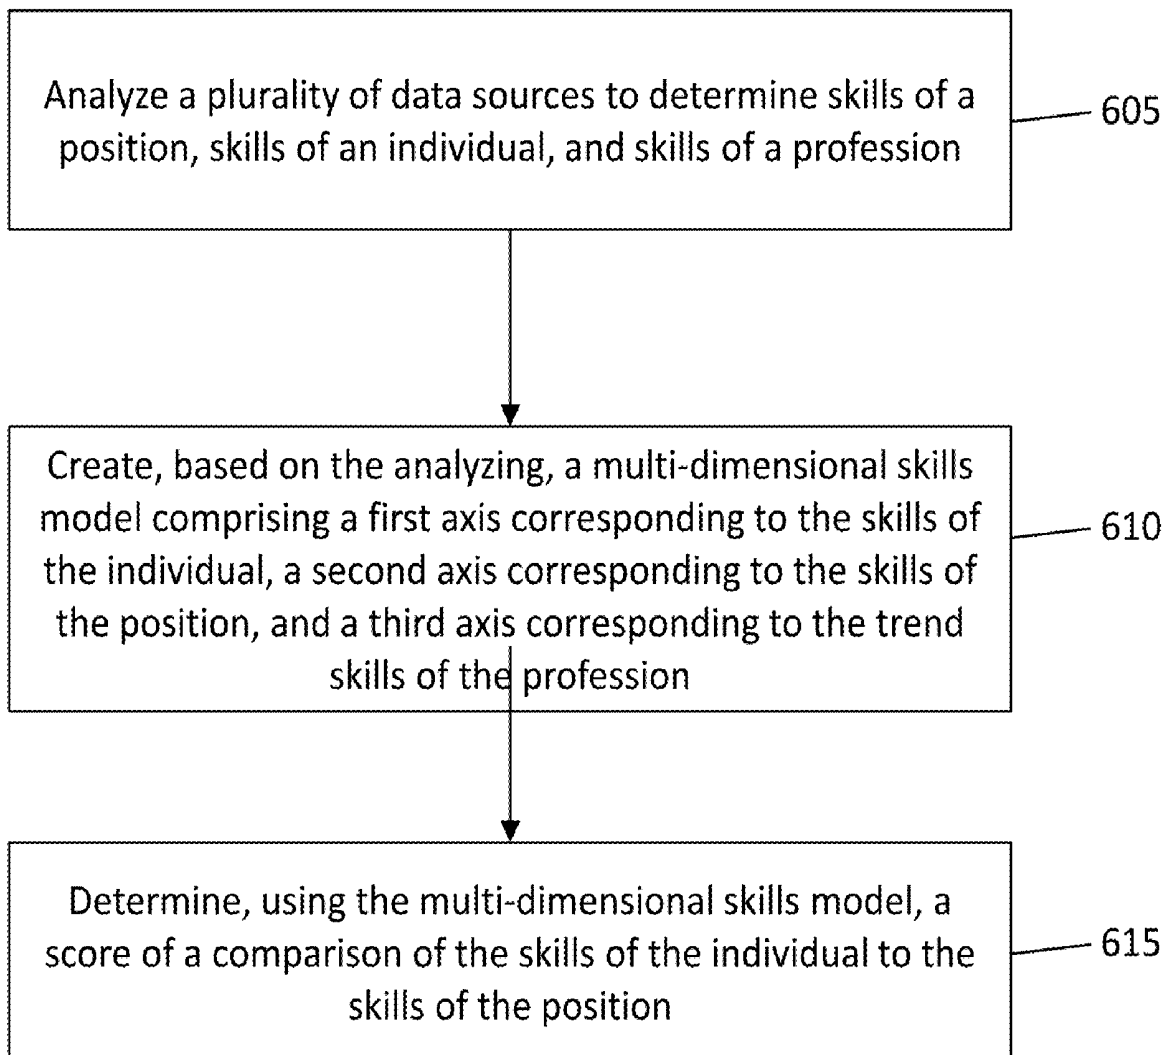 Analyze a plurality of data sources to determine skills of a
position, skills of an individual, and skills of a profession
605
Create, based on the analyzing, a multi-dimensional skills
model comprising a first axis corresponding to the skills of
the individual, a second axis corresponding to the skills of
the position, and a third axis corresponding to the trend
skills of the profession
610
Determine, using the multi-dimensional skills model, a
score of a comparison of the skills of the individual to the
skills of the position
615